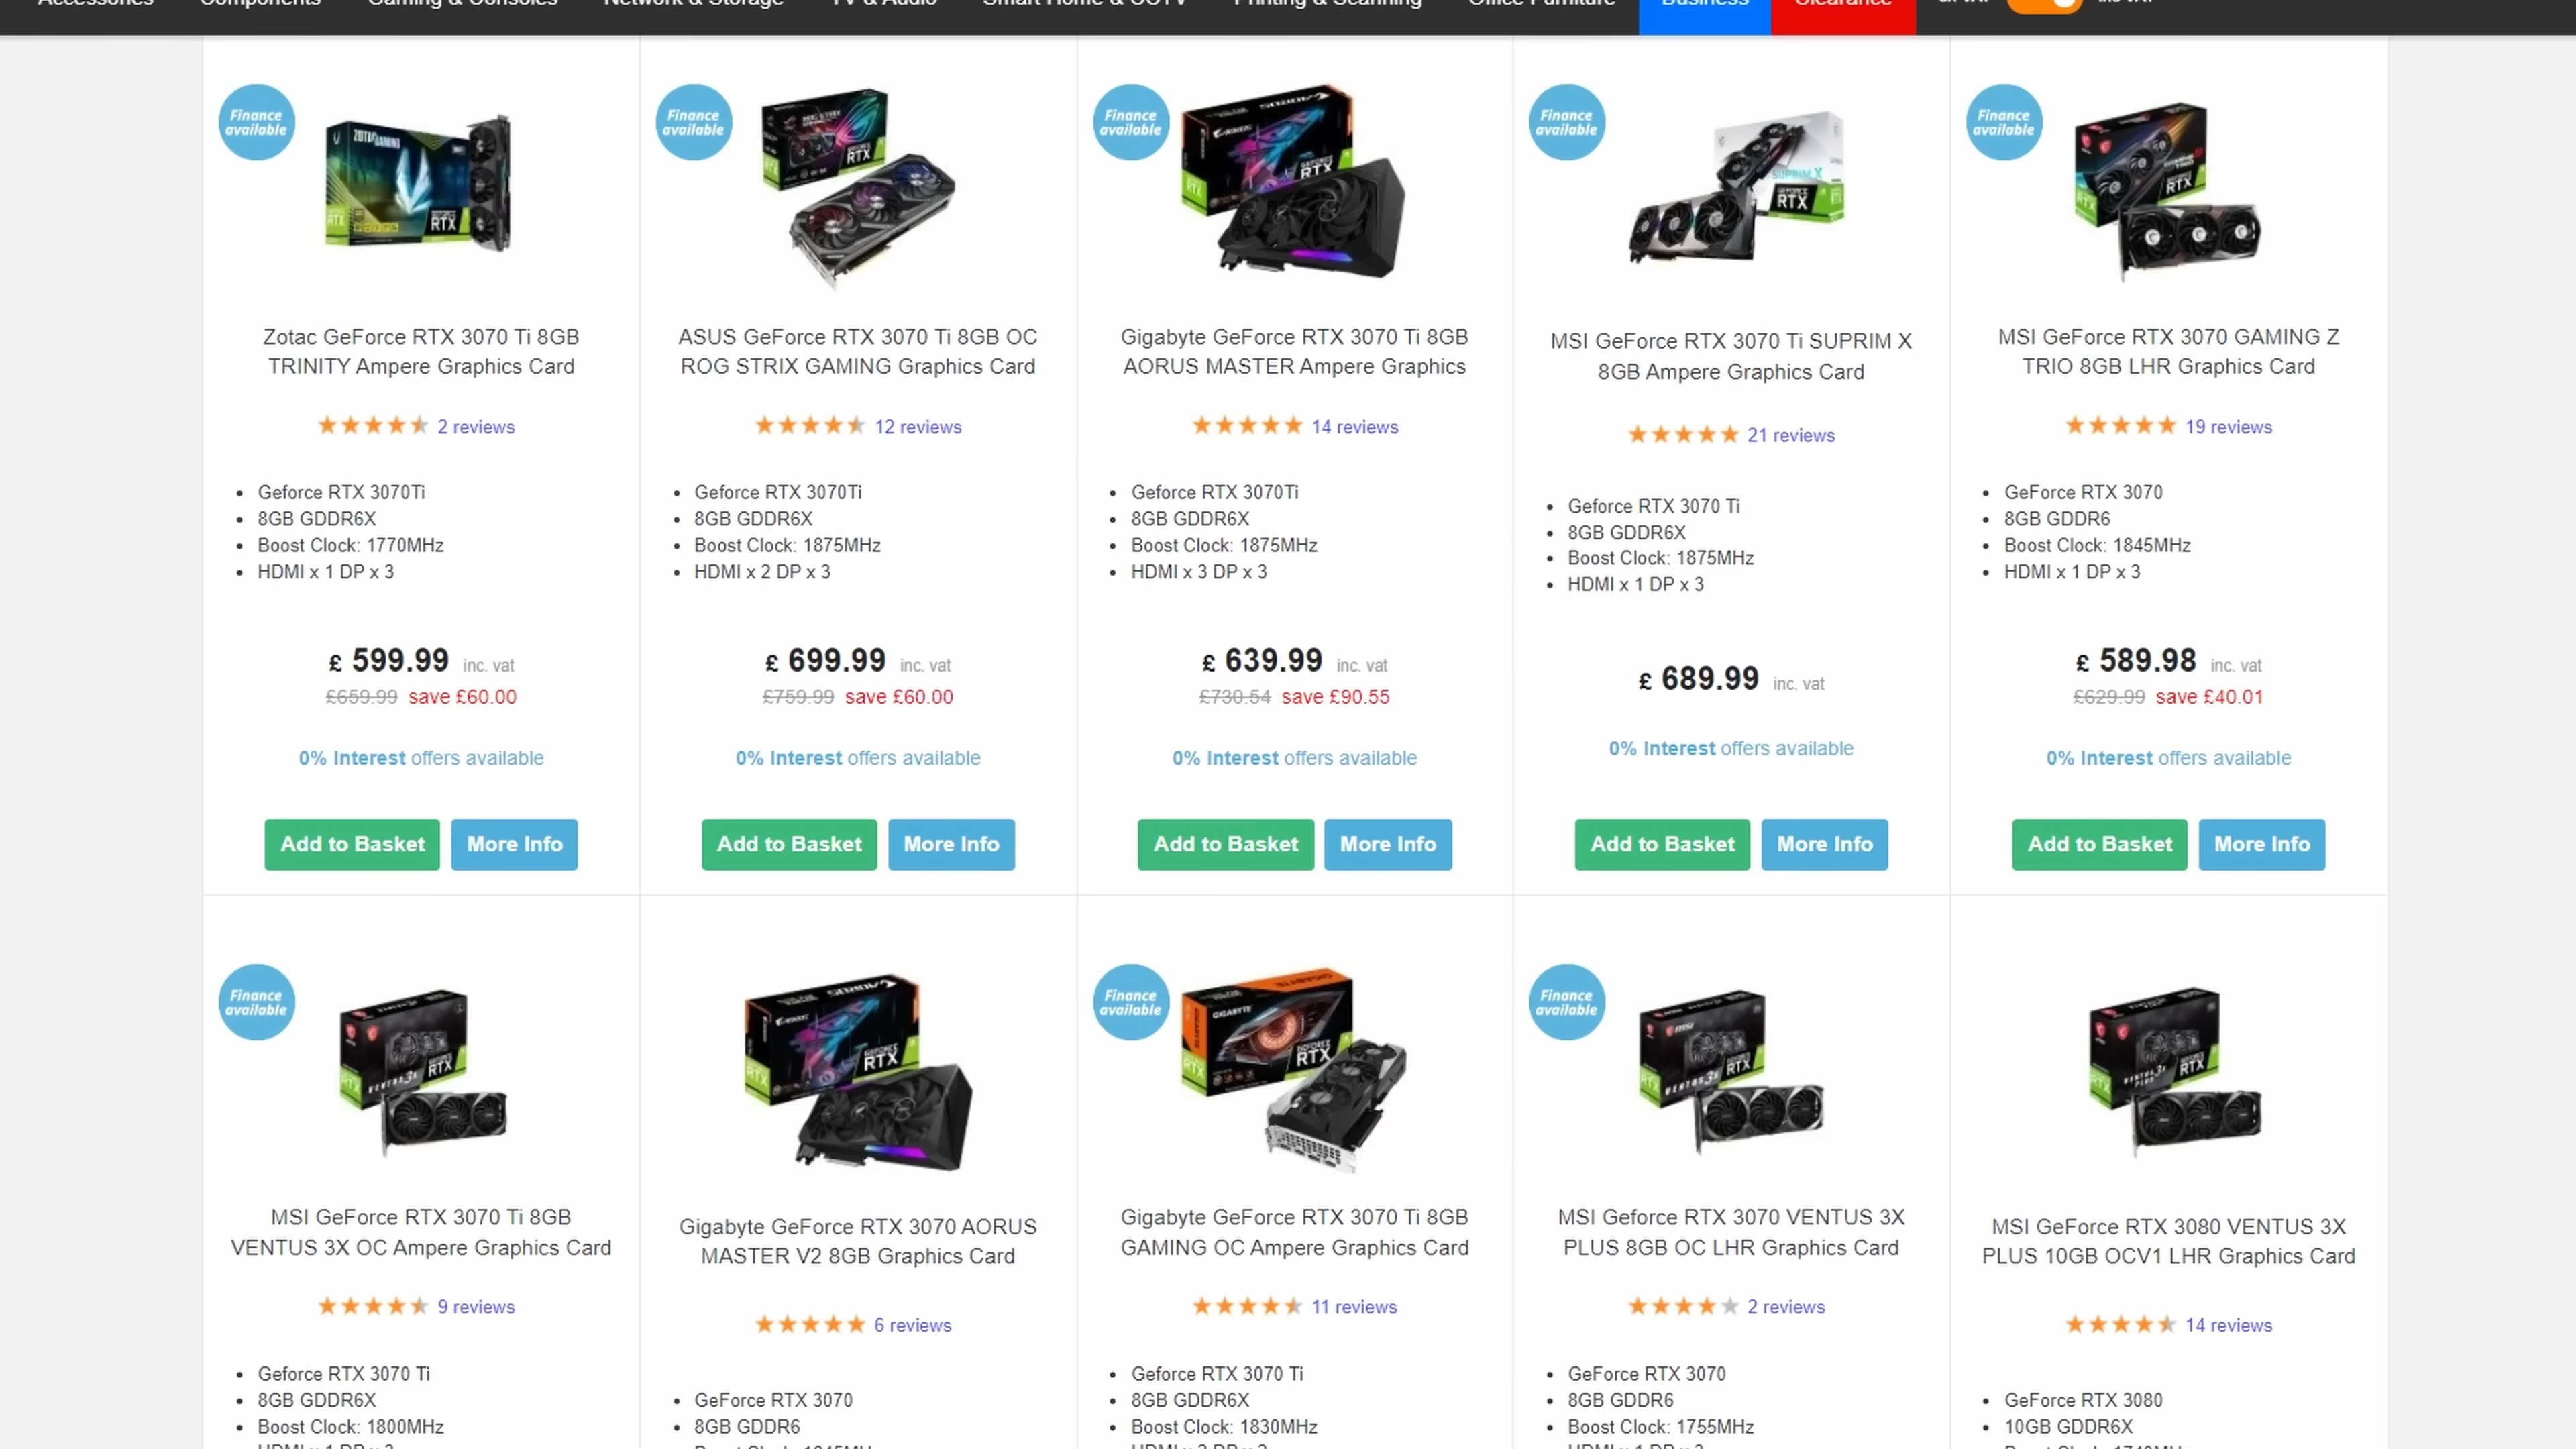 Business
Clearance
Finance available
Finance available
Finance available
Finance available
Finance available
Zotac GeForce RTX 3070 Ti 8GB
TRINITY Ampere Graphics Card
2 reviews
Geforce RTX 3070Ti
8GB GDDR6X
Boost Clock: 1770MHz
HDMI x 1 DP x 3
£ 599.99 inc. vat
£659.99 save £60.00
0% Interest offers available
Add to Basket More Info
ASUS GeForce RTX 3070 Ti 8GB OC
ROG STRIX GAMING Graphics Card
12 reviews
Geforce RTX 3070Ti
8GB GDDR6X
Boost Clock: 1875MHz
HDMI x 2 DP x 3
£ 699.99 inc. vat
£759.99 save £60.00
0% Interest offers available
Add to Basket More Info
Gigabyte GeForce RTX 3070 Ti 8GB
AORUS MASTER Ampere Graphics
14 reviews
Geforce RTX 3070Ti
8GB GDDR6X
Boost Clock: 1875MHz
HDMI x 3 DP x 3
£ 639.99 inc. vat
£730.54 save £90.55
0% Interest offers available
Add to Basket More Info
MSI GeForce RTX 3070 Ti SUPRIM X
8GB Ampere Graphics Card
21 reviews
Geforce RTX 3070 Ti
8GB GDDR6X
Boost Clock: 1875MHz
HDMI x 1 DP x 3
£ 689.99 inc. vat
0% Interest offers available
Add to Basket More Info
MSI GeForce RTX 3070 GAMING Z
TRIO 8GB LHR Graphics Card
19 reviews
GeForce RTX 3070
8GB GDDR6
Boost Clock: 1845MHz
HDMI x 1 DP x 3
£ 589.98 inc. vat
£629.99 save £40.01
0% Interest offers available
Add to Basket More Info
Finance available
MSI GeForce RTX 3070 Ti 8GB
VENTUS 3X OC Ampere Graphics Card
9 reviews
Geforce RTX 3070 Ti
8GB GDDR6X
Boost Clock: 1800MHz
Gigabyte GeForce RTX 3070 AORUS
MASTER V2 8GB Graphics Card
6 reviews
GeForce RTX 3070
8GB GDDR6
Finance available
Gigabyte GeForce RTX 3070 Ti 8GB
GAMING OC Ampere Graphics Card
11 reviews
Geforce RTX 3070 Ti
8GB GDDR6X
Boost Clock: 1830MHz
Finance available
MSI Geforce RTX 3070 VENTUS 3X
PLUS 8GB OC LHR Graphics Card
2 reviews
GeForce RTX 3070
8GB GDDR6
Boost Clock: 1755MHz
MSI GeForce RTX 3080 VENTUS 3X
PLUS 10GB OCV1 LHR Graphics Card
14 reviews
GeForce RTX 3080
10GB GDDR6X